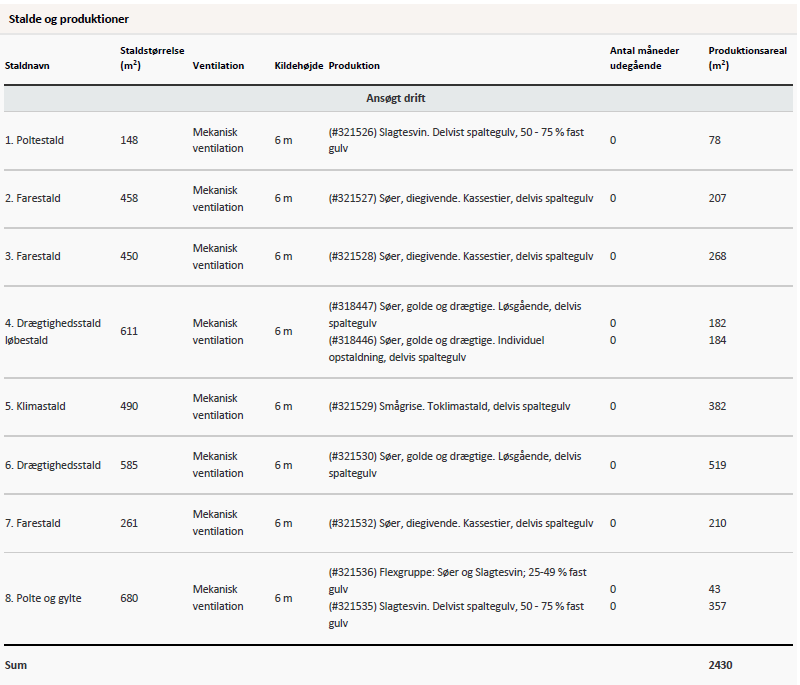 Stalde og produktioner
Staldnavn Staldstørrelse (m²) Ventilation Kildehøjde Produktion Antal måneder udegående Produktionsareal (m²)
Ansøgt drift
1. Poltestald 148 Mekanisk ventilation 6 m (#321526) Slagtesvin. Delvist spaltegulv, 50 - 75 % fast gulv 0 78
2. Farestald 458 Mekanisk ventilation 6 m (#321527) Søer, diegivende. Kassestier, delvis spaltegulv 0 207
3. Farestald 450 Mekanisk ventilation 6 m (#321528) Søer, diegivende. Kassestier, delvis spaltegulv 0 268
4. Drægtighedsstald løbestald 611 Mekanisk ventilation 6 m (#318447) Søer, golde og drægtige. Løsgående, delvis spaltegulv 0 182
(#318446) Søer, golde og drægtige. Individuel opstaldning, delvis spaltegulv 0 184
5. Klimastald 490 Mekanisk ventilation 6 m (#321529) Smågrise. Toklimastald, delvis spaltegulv 0 382
6. Drægtighedsstald 585 Mekanisk ventilation 6 m (#321530) Søer, golde og drægtige. Løsgående, delvis spaltegulv 0 519
7. Farestald 261 Mekanisk ventilation 6 m (#321532) Søer, diegivende. Kassestier, delvis spaltegulv 0 210
8. Polte og gylte 680 Mekanisk ventilation 6 m (#321536) Flexgruppe: Søer og Slagtesvin; 25-49 % fast gulv 0 43
(#321535) Slagtesvin. Delvist spaltegulv, 50 - 75 % fast gulv 0 357
Sum 2430